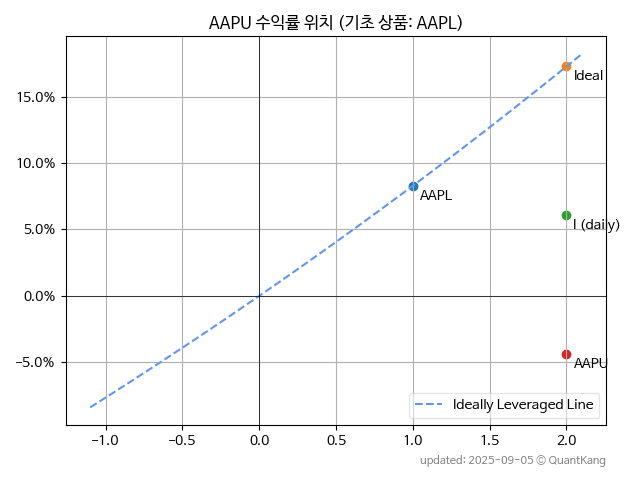 AAPU 수익률 위치 (기초 상품: AAPL)
15.0%
10.0%
5.0%
0.0%
−5.0%
Ideal
AAPL
I (daily)
AAPU
Ideally Leveraged Line
−1.0 −0.5 0.0 0.5 1.0 1.5 2.0
updated: 2025-09-05 © QuantKang